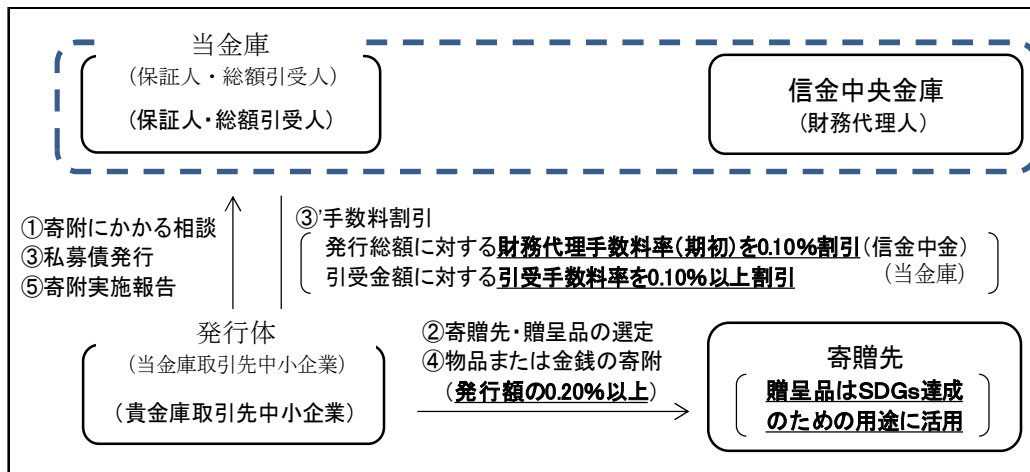 当金庫
(保証人・総額引受人)
(保証人・総額引受人)
信金中央金庫
(財務代理人)
①寄附にかかる相談
③私募債発行
⑤寄附実施報告
③'手数料割引
発行総額に対する財務代理手数料率(期初)を0.10%割引(信金中金)
引受金額に対する引受手数料率を0.10%以上割引 (当金庫)
発行体
(当金庫取引先中小企業)
(貴金庫取引先中小企業)
②寄贈先・贈呈品の選定
④物品または金銭の寄附
(発行額の0.20%以上)
寄贈先
贈呈品はSDGs達成
のための用途に活用